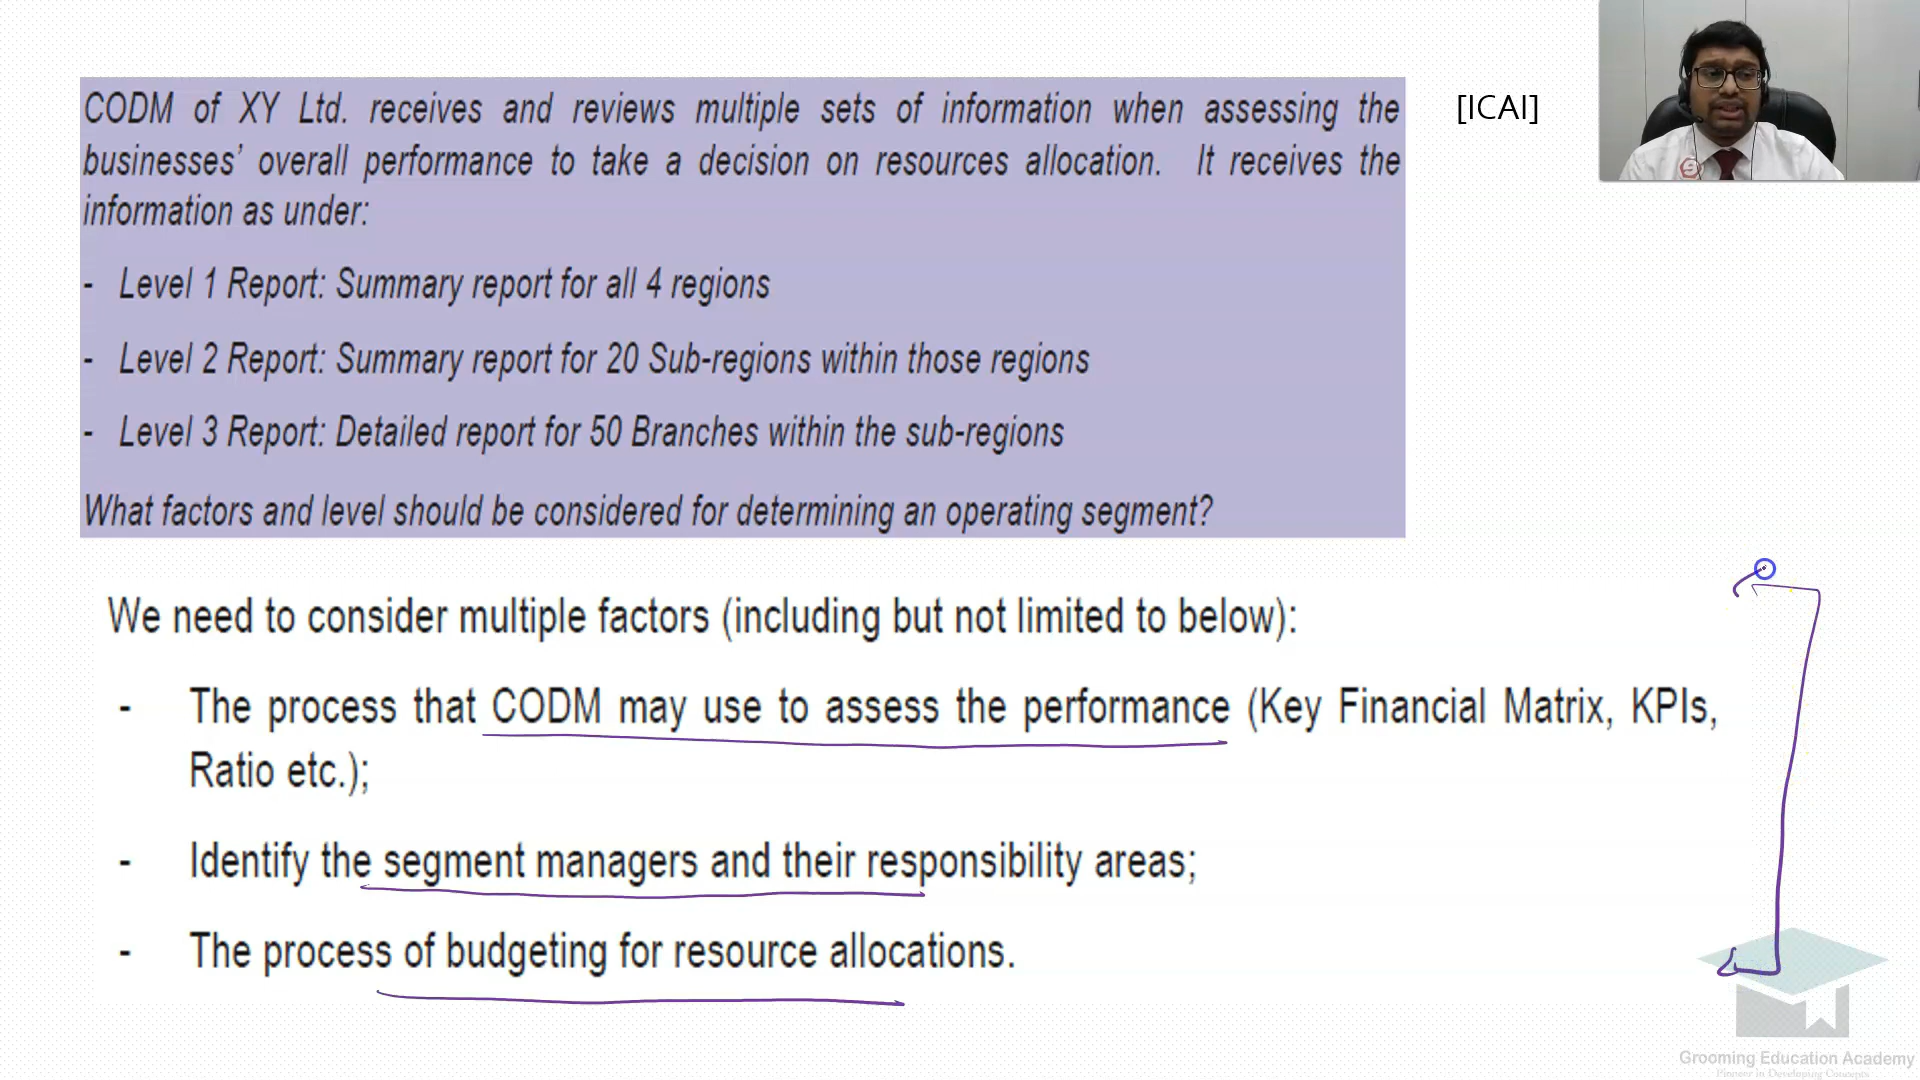 CODM of XY Ltd. receives and reviews multiple sets of information when assessing the
businesses' overall performance to take a decision on resources allocation. It receives the
information as under:
- Level 1 Report: Summary report for all 4 regions
- Level 2 Report: Summary report for 20 Sub-regions within those regions
- Level 3 Report: Detailed report for 50 Branches within the sub-regions
What factors and level should be considered for determining an operating segment?
[ICAI]
We need to consider multiple factors (including but not limited to below):
- The process that CODM may use to assess the performance (Key Financial Matrix, KPIs,
Ratio etc.);
- Identify the segment managers and their responsibility areas;
- The process of budgeting for resource allocations.
Grooming Education Academy
Pioneer in Developing Concepts